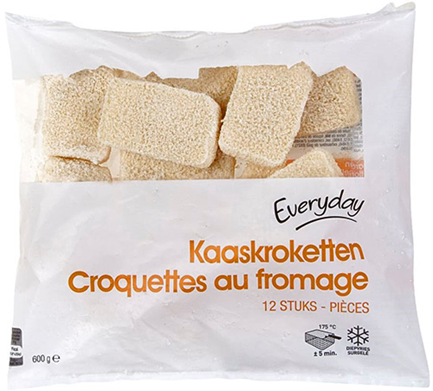 Everyday
Kaaskroketten
Croquettes au fromage
12 STUKS - PIÈCES
175 °C
± 5 min.
DIEPVRIES
SURGELÉ
600 g e